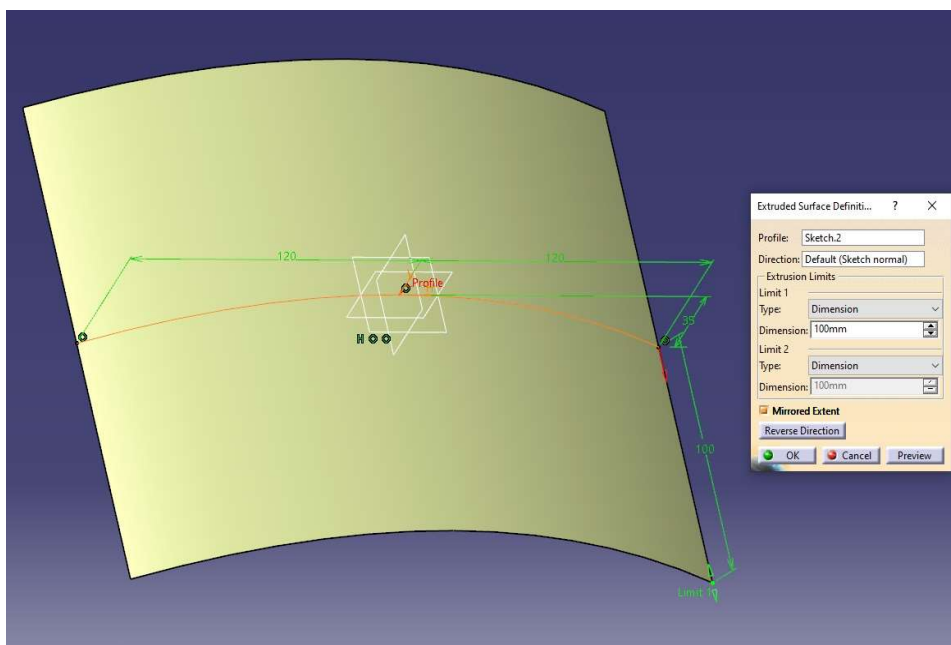 120
120
Profile
35
H
100
Limit 1
Extruded Surface Definiti... ? ×
Profile: Sketch.2
Direction: Default (Sketch normal)
Extrusion Limits
Limit 1
Type: Dimension
Dimension: 100mm
Limit 2
Type: Dimension
Dimension: 100mm
Mirrored Extent
Reverse Direction
OK Cancel Preview